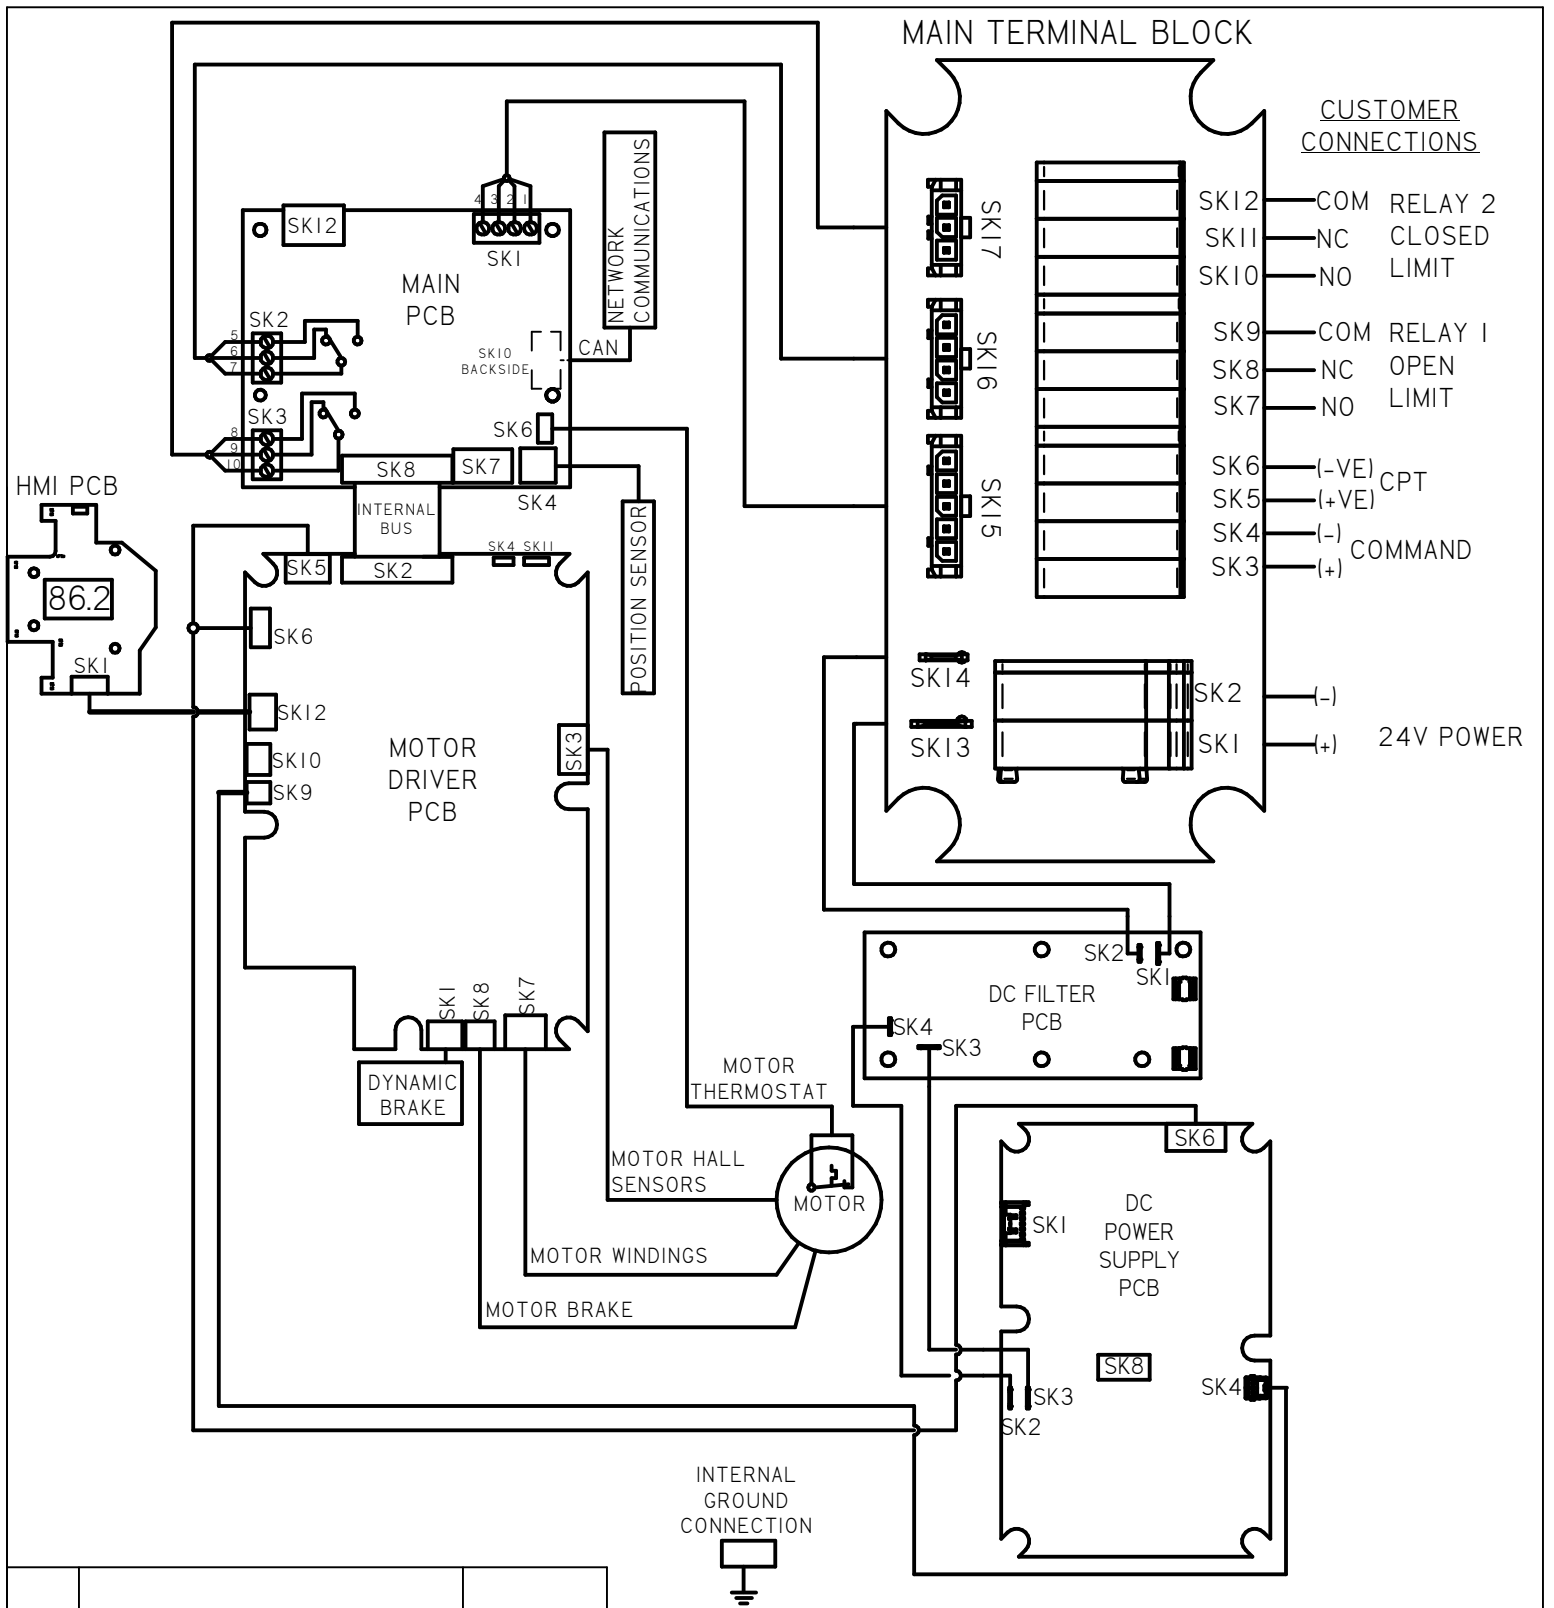 MAIN TERMINAL BLOCK
CUSTOMER
CONNECTIONS
SK12 COM RELAY 2
SK11 NC CLOSED
SK10 NO LIMIT
SK9 COM RELAY 1
SK8 NC OPEN
SK7 NO LIMIT
SK6 (-VE) CPT
SK5 (+VE)
SK4 (-) COMMAND
SK3 (+)
SK2 (-)
SK1 (+) 24V POWER
SK17
SK16
SK15
SK14
SK13
NETWORK
COMMUNICATIONS
4 3 2 1
SK12
SK1
MAIN
PCB
SK2
5
6
7
SK10
BACKSIDE
CAN
SK3
8
9
10
SK6
SK8
SK7
SK4
INTERNAL
BUS
POSITION SENSOR
HMI PCB
86.2
SK1
SK5
SK2
SK4 SK11
SK6
SK12
SK10
SK9
SK3
MOTOR
DRIVER
PCB
SK1
SK8
SK7
DYNAMIC
BRAKE
MOTOR
THERMOSTAT
MOTOR HALL
SENSORS
MOTOR
MOTOR WINDINGS
MOTOR BRAKE
SK2
SK1
DC FILTER
PCB
SK4
SK3
SK6
SK1
DC
POWER
SUPPLY
PCB
SK8
SK4
SK3
SK2
INTERNAL
GROUND
CONNECTION